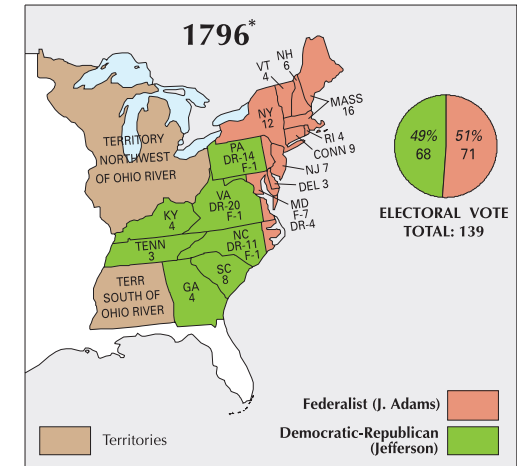 1796*
NH
6
VT
4
MASS
16
NY
12
RI 4
CONN 9
NJ 7
DEL 3
MD
F-7
DR-4
PA
DR-14
F-1
TERRITORY
NORTHWEST
OF OHIO RIVER
VA
DR-20
F-1
KY
4
NC
DR-11
F-1
TENN
3
SC
8
GA
4
TERR
SOUTH OF
OHIO RIVER
49%
68
51%
71
ELECTORAL VOTE
TOTAL: 139
Federalist (J. Adams)
Democratic-Republican
(Jefferson)
Territories